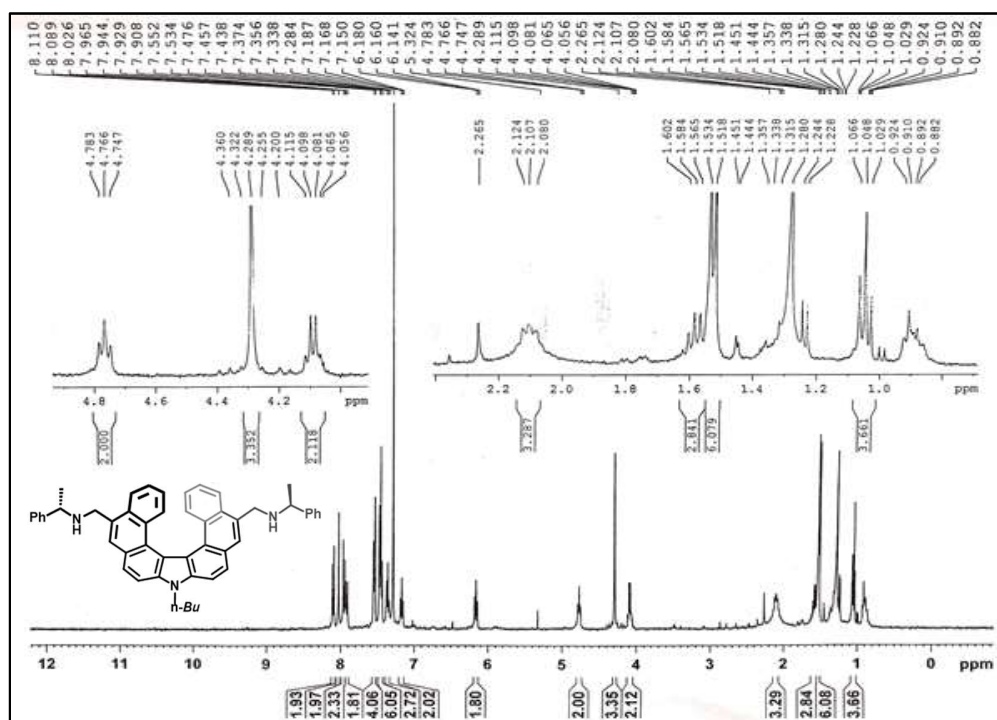 8.110 8.089 8.026 7.965 7.944 7.929 7.908 7.552 7.534 7.476 7.457 7.438 7.374 7.356 7.338 7.284 7.187 7.168 7.150 6.180 6.160 6.141 5.324 4.783 4.766 4.747 4.289 4.115 4.098 4.081 4.065 4.056 2.265 2.124 2.107 2.080 1.602 1.584 1.565 1.534 1.518 1.451 1.444 1.357 1.338 1.315 1.280 1.244 1.228 1.066 1.048 1.029 0.924 0.910 0.892 0.882
4.783 4.766 4.747 4.360 4.322 4.289 4.255 4.200 4.115 4.098 4.081 4.065 4.056
2.265 2.124 2.107 2.080 1.602 1.584 1.565 1.534 1.518 1.451 1.444 1.357 1.338 1.315 1.280 1.244 1.228 1.066 1.048 1.029 0.924 0.910 0.892 0.882
4.8 4.6 4.4 4.2 ppm
2.2 2.0 1.8 1.6 1.4 1.2 1.0 ppm
2.000 3.352 2.118
3.287 2.841 6.079 3.661
Ph NH HN Ph
N
n-Bu
12 11 10 9 8 7 6 5 4 3 2 1 0 ppm
1.93 1.97 2.33 1.81 4.06 6.05 2.72 2.02 1.80 2.00 3.35 2.12 3.29 2.84 6.08 3.66